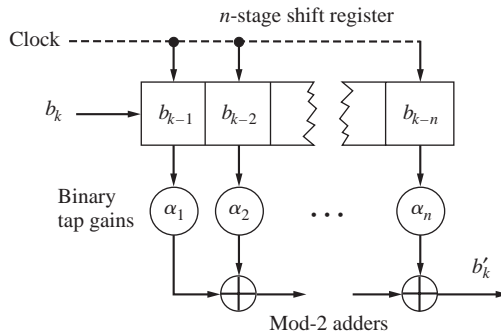 n-stage shift register
Clock
b_k
b_{k–1} b_{k–2} b_{k–n}
Binary
tap gains
α_1 α_2 . . . α_n
b′_k
Mod-2 adders